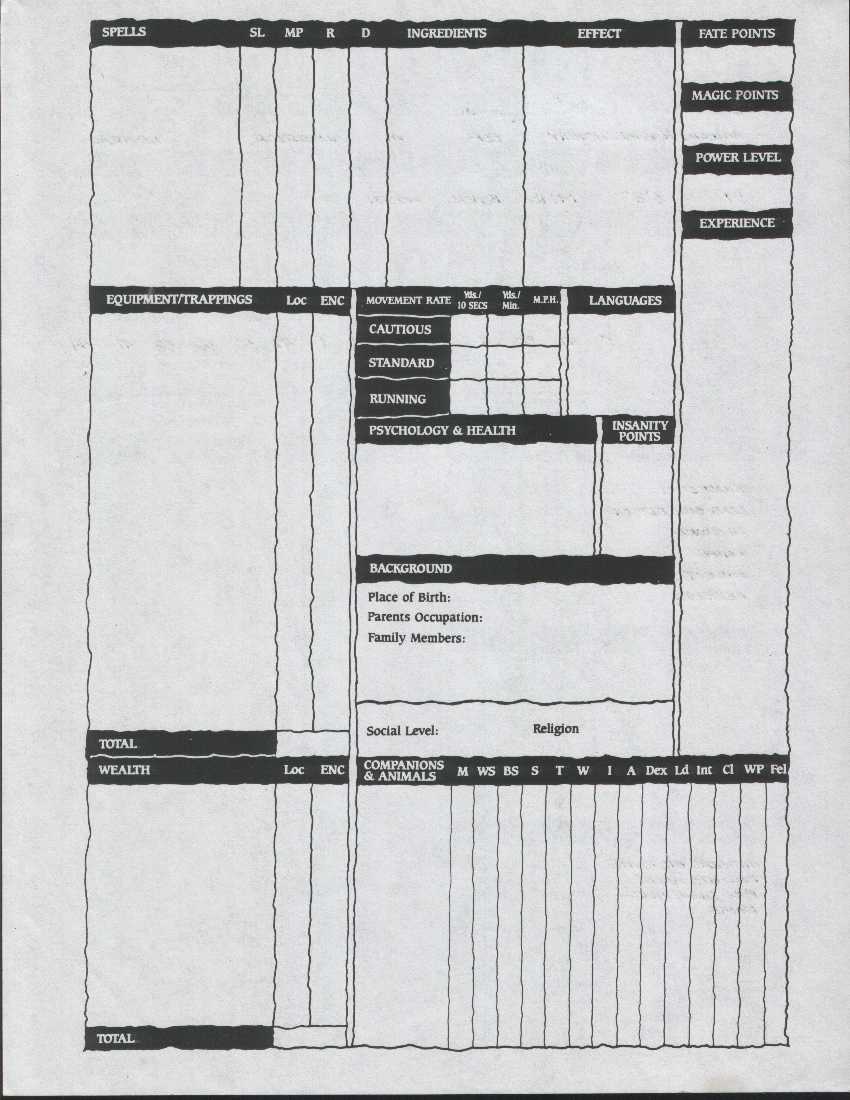 SPELLS SL MP R D INGREDIENTS EFFECT FATE POINTS
MAGIC POINTS
POWER LEVEL
EXPERIENCE
EQUIPMENT/TRAPPINGS Loc ENC
MOVEMENT RATE Yds./ 10 SECS Yds./ Min. M.P.H. LANGUAGES
CAUTIOUS
STANDARD
RUNNING
PSYCHOLOGY & HEALTH INSANITY POINTS
BACKGROUND
Place of Birth:
Parents Occupation:
Family Members:
Social Level: Religion
TOTAL
WEALTH Loc ENC
COMPANIONS & ANIMALS M WS BS S T W I A Dex Ld Int Cl WP Fel
TOTAL